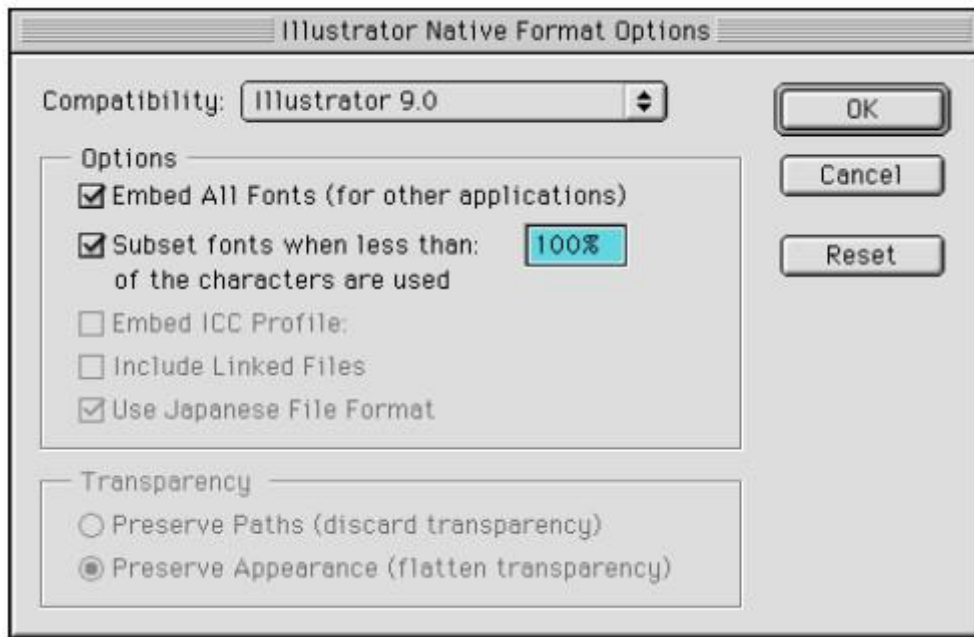 Illustrator Native Format Options
Compatibility: Illustrator 9.0
OK
Options
Embed All Fonts (for other applications)
Cancel
Subset fonts when less than: 100%
of the characters are used
Reset
Embed ICC Profile:
Include Linked Files
Use Japanese File Format
Transparency
Preserve Paths (discard transparency)
Preserve Appearance (flatten transparency)